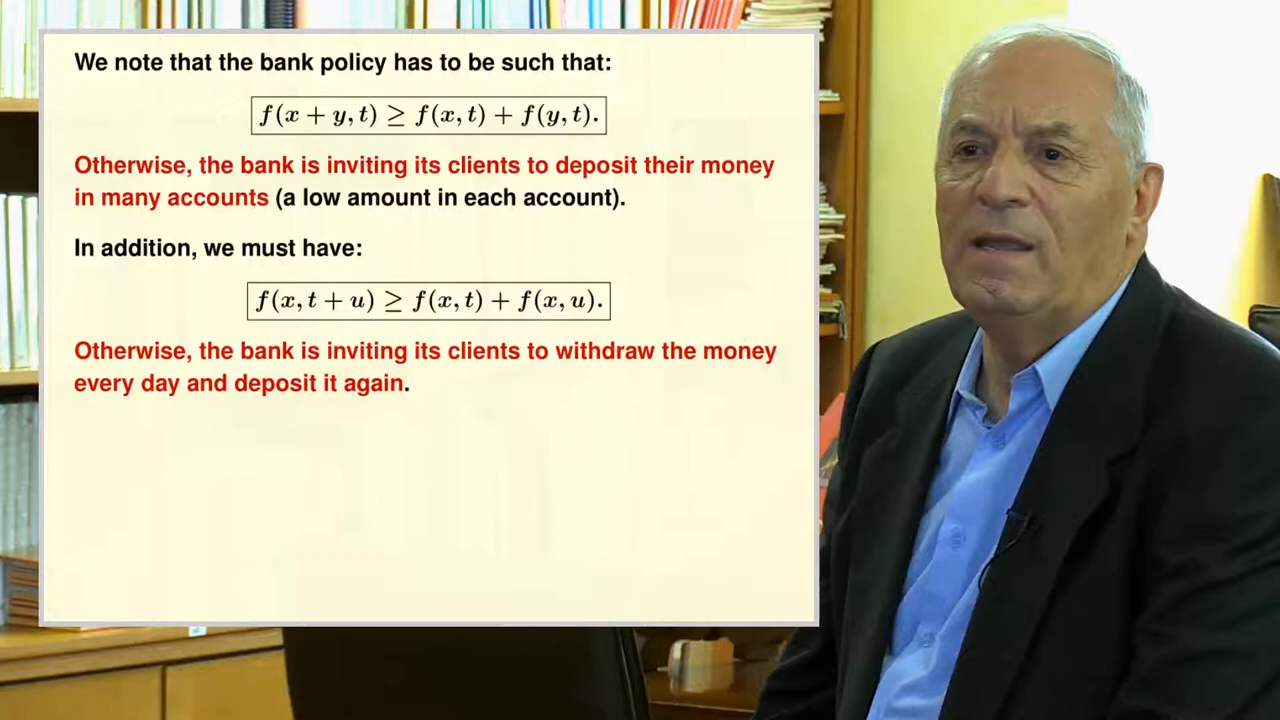 We note that the bank policy has to be such that:
f(x + y, t) ≥ f(x, t) + f(y, t).
Otherwise, the bank is inviting its clients to deposit their money
in many accounts (a low amount in each account).
In addition, we must have:
f(x, t + u) ≥ f(x, t) + f(x, u).
Otherwise, the bank is inviting its clients to withdraw the money
every day and deposit it again.